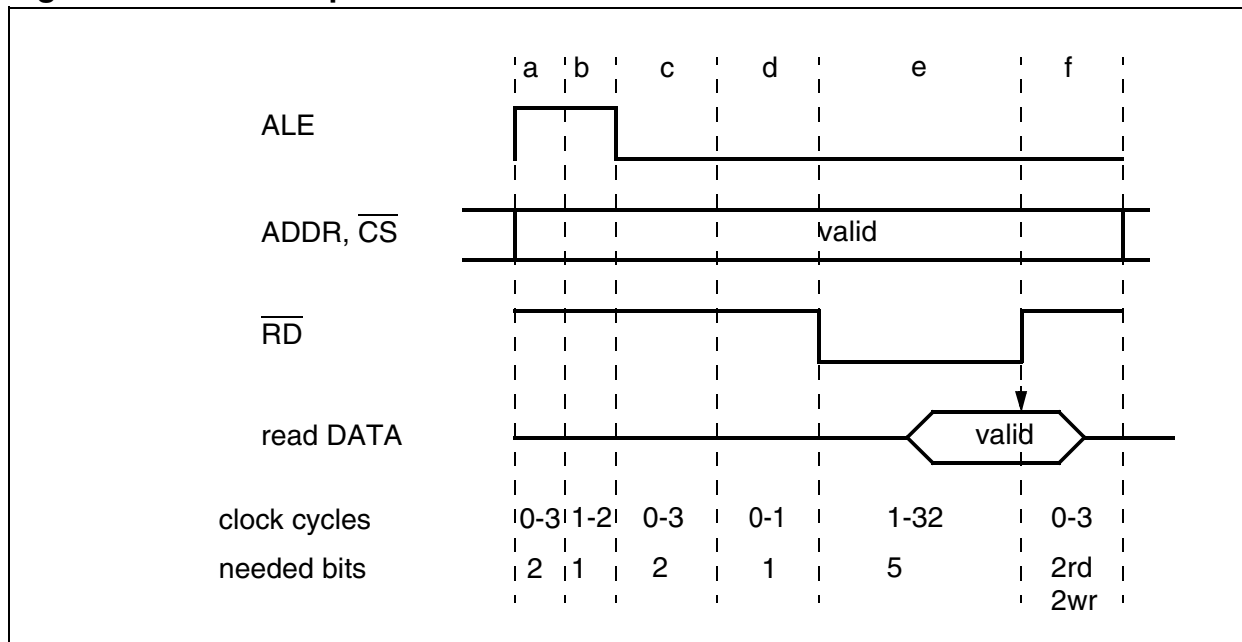 a b c d e f
ALE
ADDR, CS
valid
RD
read DATA
valid
clock cycles 0-3 1-2 0-3 0-1 1-32 0-3
needed bits 2 1 2 1 5 2rd
2wr